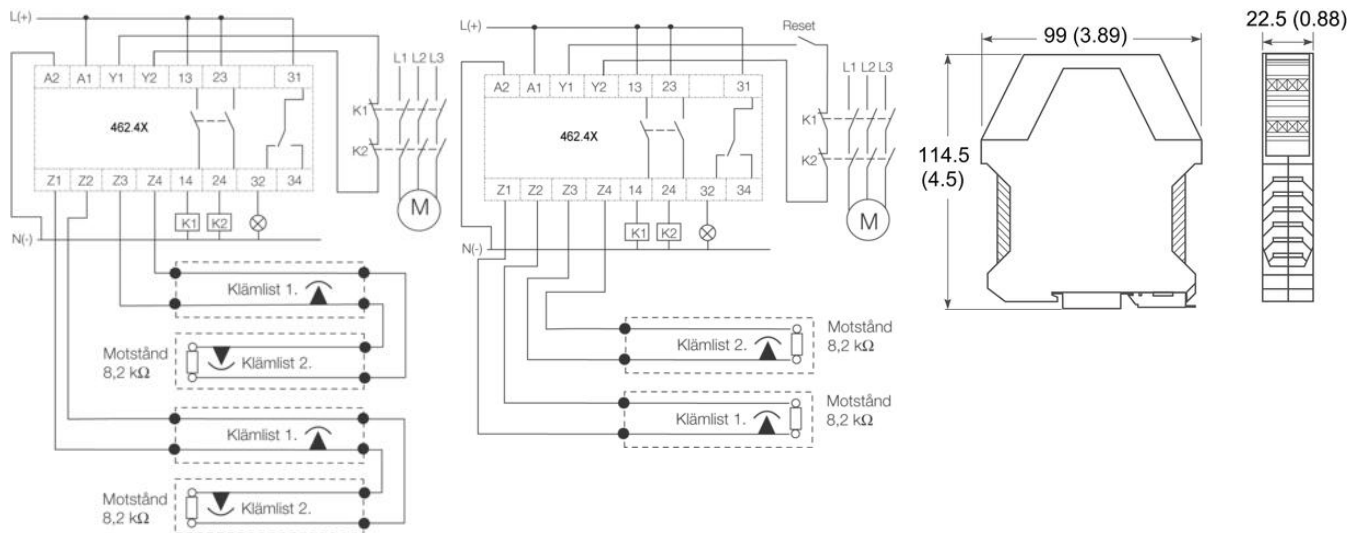 L(+)
A2 A1 Y1 Y2 13 23 31
462.4X
Z1 Z2 Z3 Z4 14 24 32 34
K1 K2
N(-)
L1 L2 L3
K1
K2
M
Klämlist 1.
Motstånd
8,2 kΩ
Klämlist 2.
Klämlist 1.
Motstånd
8,2 kΩ
Klämlist 2.
L(+)
Reset
A2 A1 Y1 Y2 13 23 31
462.4X
Z1 Z2 Z3 Z4 14 24 32 34
K1 K2
N(-)
L1 L2 L3
K1
K2
M
Klämlist 2.
Motstånd
8,2 kΩ
Klämlist 1.
Motstånd
8,2 kΩ
99 (3.89)
22.5 (0.88)
114.5
(4.5)